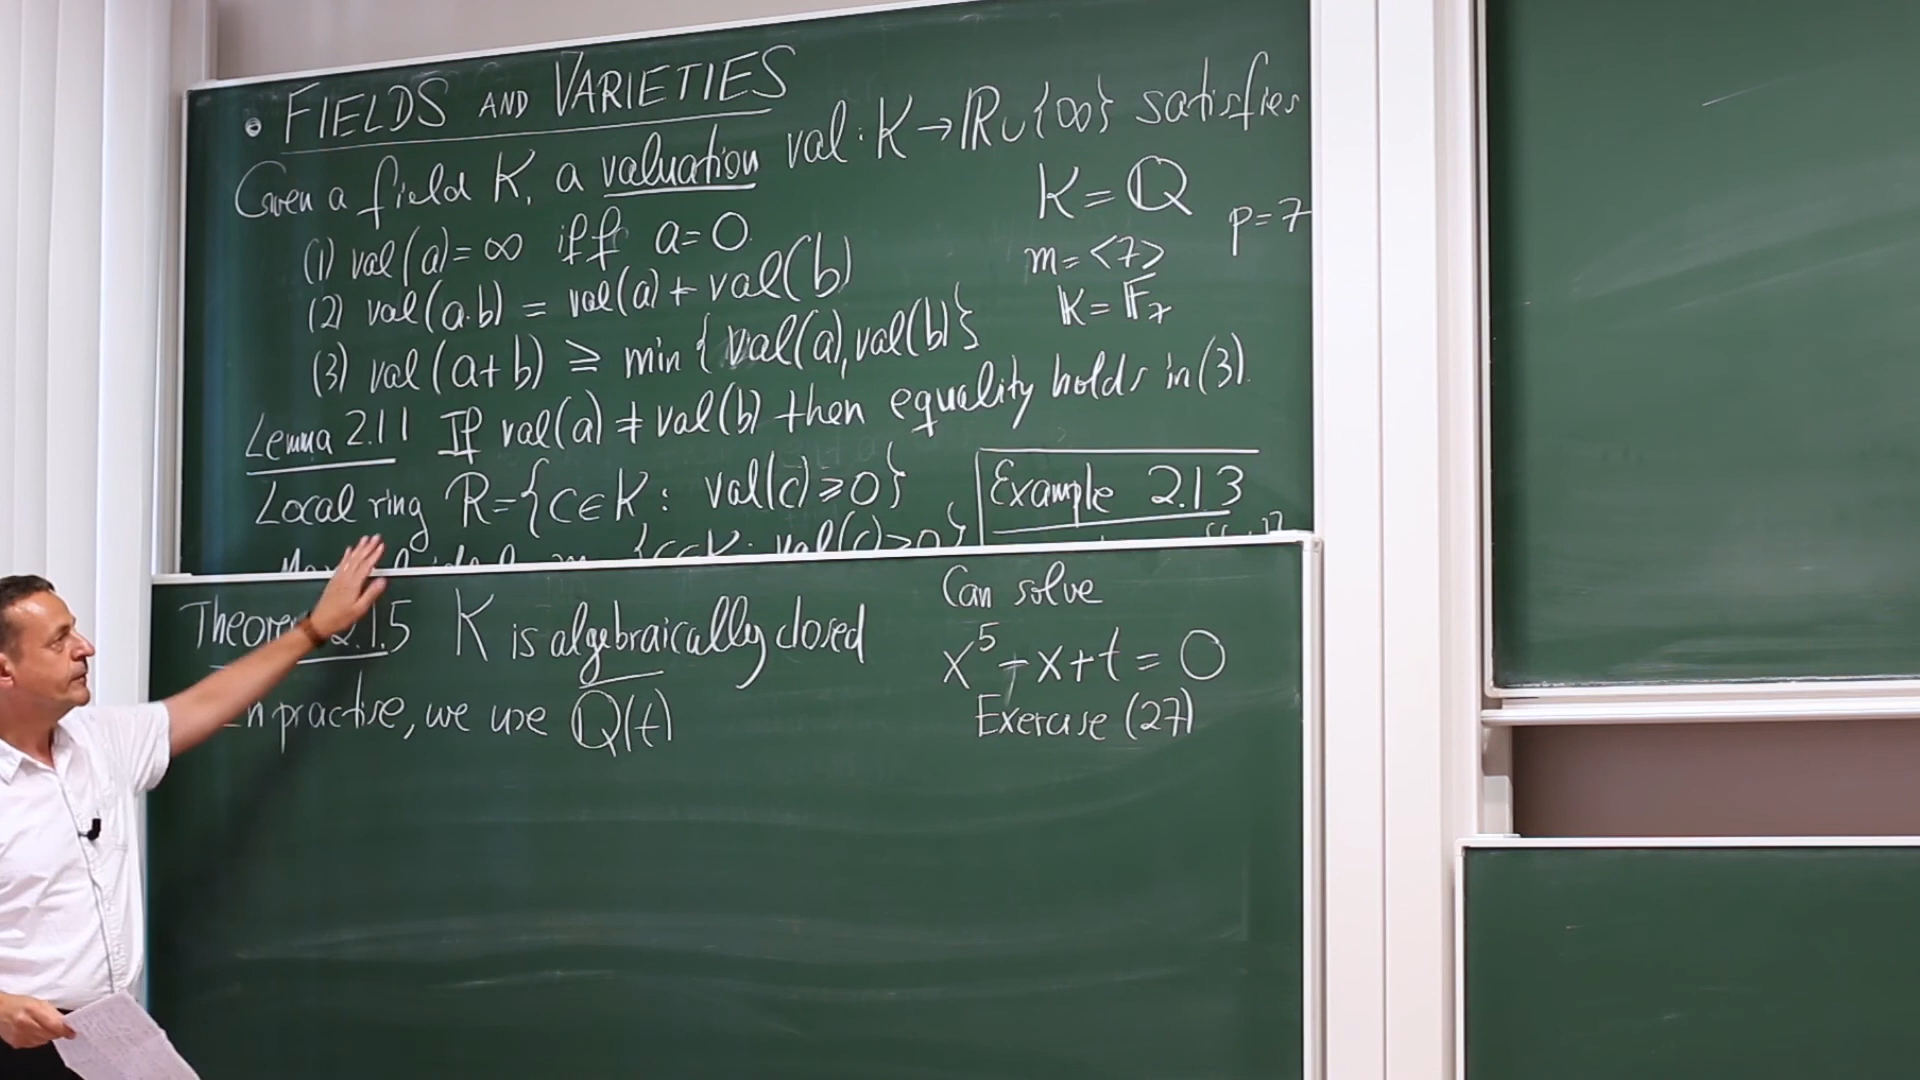 • FIELDS AND VARIETIES
Given a field K, a valuation val: K → ℝ∪{∞} satisfies
(1) val(a)=∞ iff a=0.
(2) val(a·b) = val(a)+val(b)
(3) val(a+b) ≥ min{val(a),val(b)}
K=ℚ p=7
m=<7>
𝕜=𝔽₇
Lemma 2.1.1 If val(a)≠val(b) then equality holds in (3).
Local ring R={c∈K: val(c)≥0}
{c∈K: val(c)>0}
Example 2.1.3
Theorem 2.1.5 K is algebraically closed
In practise, we use ℚ(t)
Can solve
x⁵-x+t=0
Exercise (27)